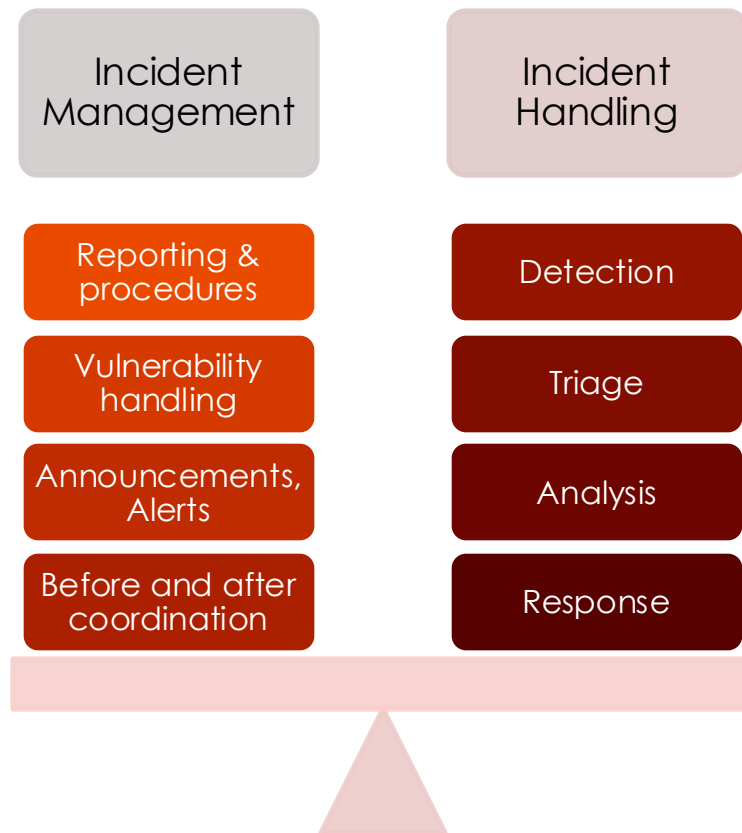 Incident
Management
Incident
Handling
Reporting &
procedures
Vulnerability
handling
Announcements,
Alerts
Before and after
coordination
Detection
Triage
Analysis
Response